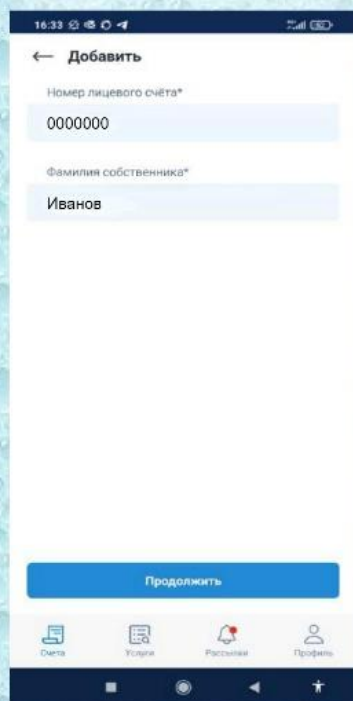 16:33
← Добавить
Номер лицевого счёта*
0000000
Фамилия собственника*
Иванов
Продолжить
Счета Услуги Рассылки Профиль